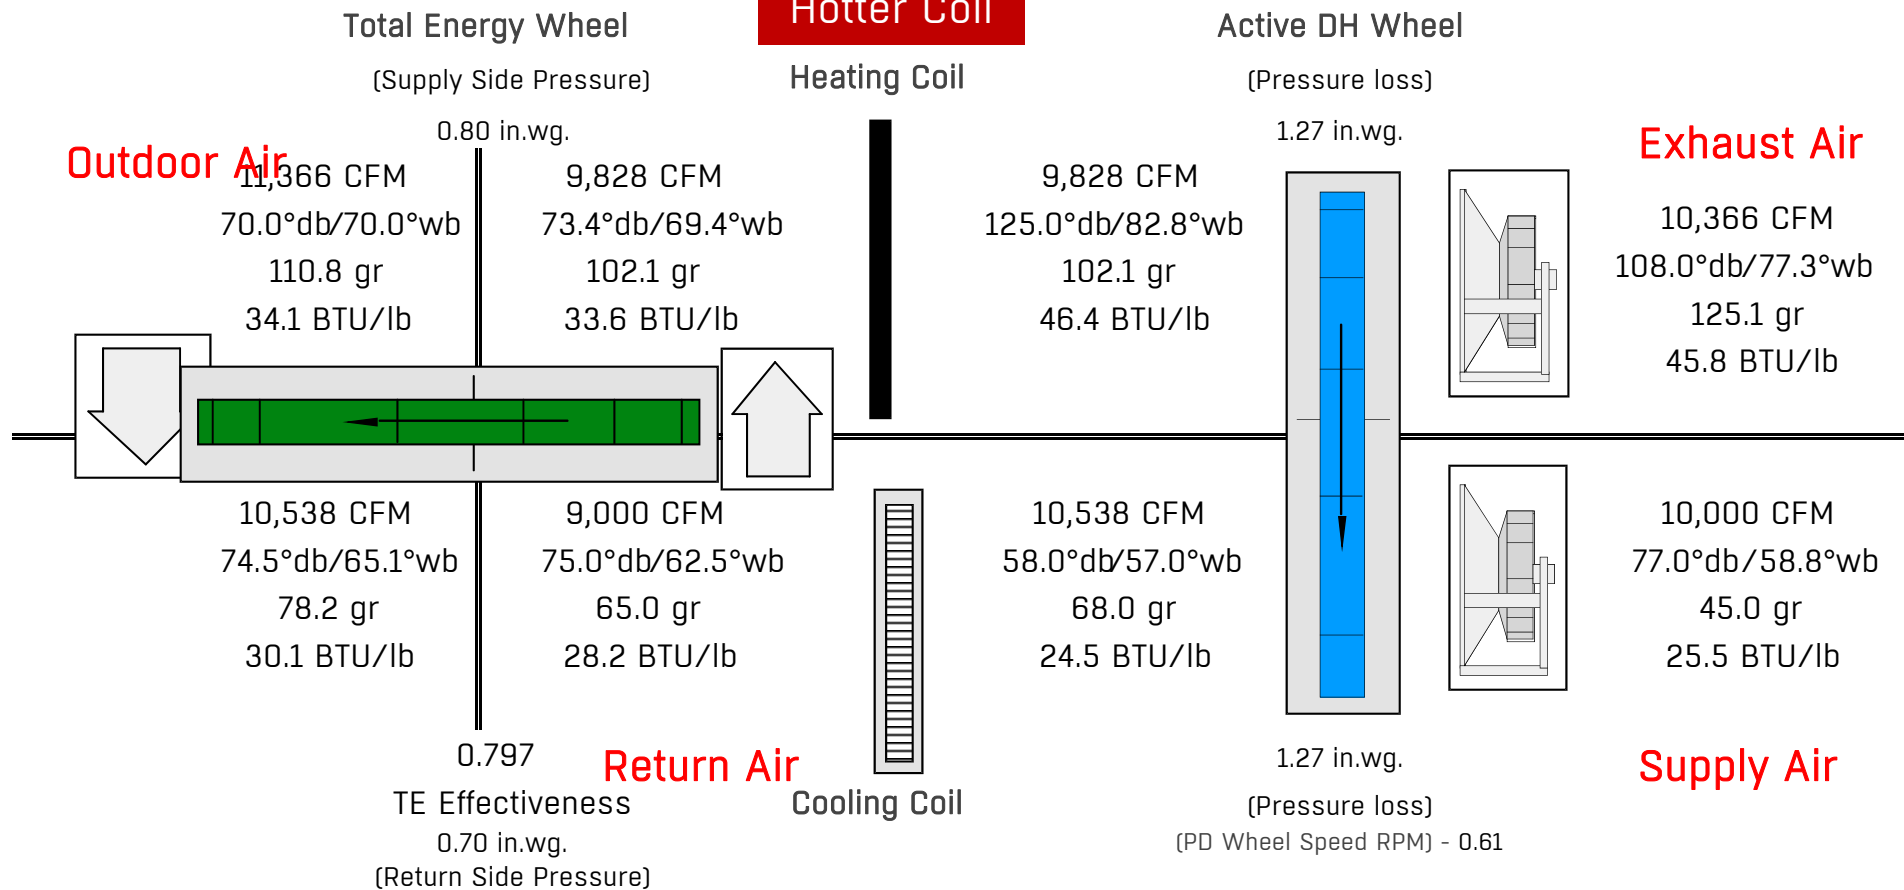 Hotter Coil
Total Energy Wheel
(Supply Side Pressure)
0.80 in.wg.
Heating Coil
Active DH Wheel
(Pressure loss)
1.27 in.wg.
Outdoor Air
11,366 CFM
70.0°db/70.0°wb
110.8 gr
34.1 BTU/lb
9,828 CFM
73.4°db/69.4°wb
102.1 gr
33.6 BTU/lb
9,828 CFM
125.0°db/82.8°wb
102.1 gr
46.4 BTU/lb
Exhaust Air
10,366 CFM
108.0°db/77.3°wb
125.1 gr
45.8 BTU/lb
10,538 CFM
74.5°db/65.1°wb
78.2 gr
30.1 BTU/lb
9,000 CFM
75.0°db/62.5°wb
65.0 gr
28.2 BTU/lb
10,538 CFM
58.0°db/57.0°wb
68.0 gr
24.5 BTU/lb
10,000 CFM
77.0°db/58.8°wb
45.0 gr
25.5 BTU/lb
0.797
TE Effectiveness
0.70 in.wg.
(Return Side Pressure)
Return Air
Cooling Coil
1.27 in.wg.
(Pressure loss)
(PD Wheel Speed RPM) - 0.61
Supply Air